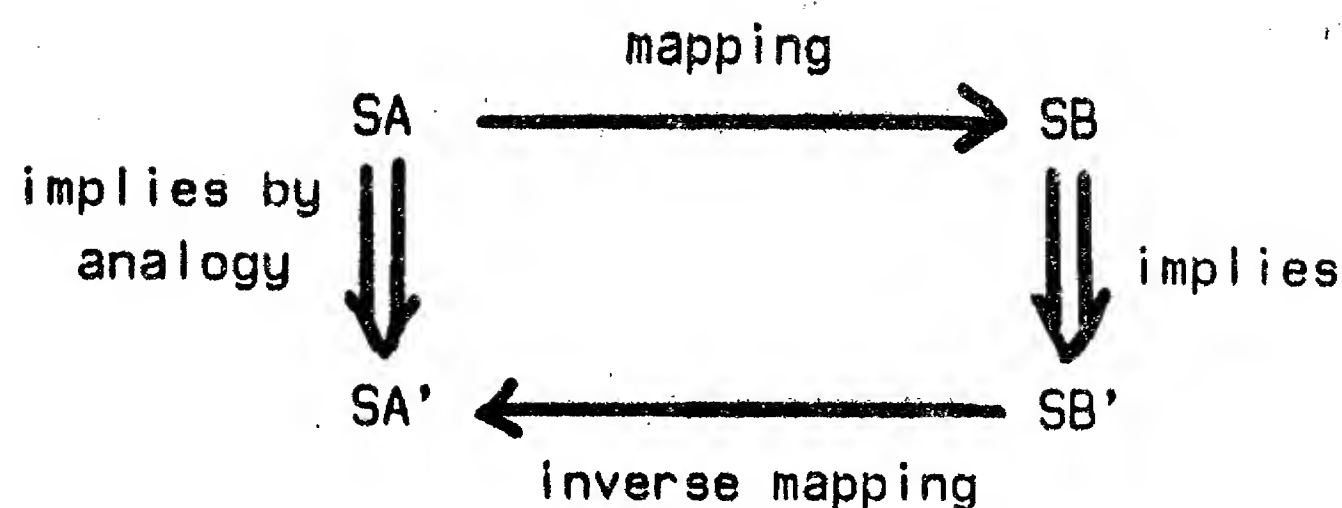 mapping
SA
SB
implies by
analogy
implies
SA'
SB'
inverse mapping